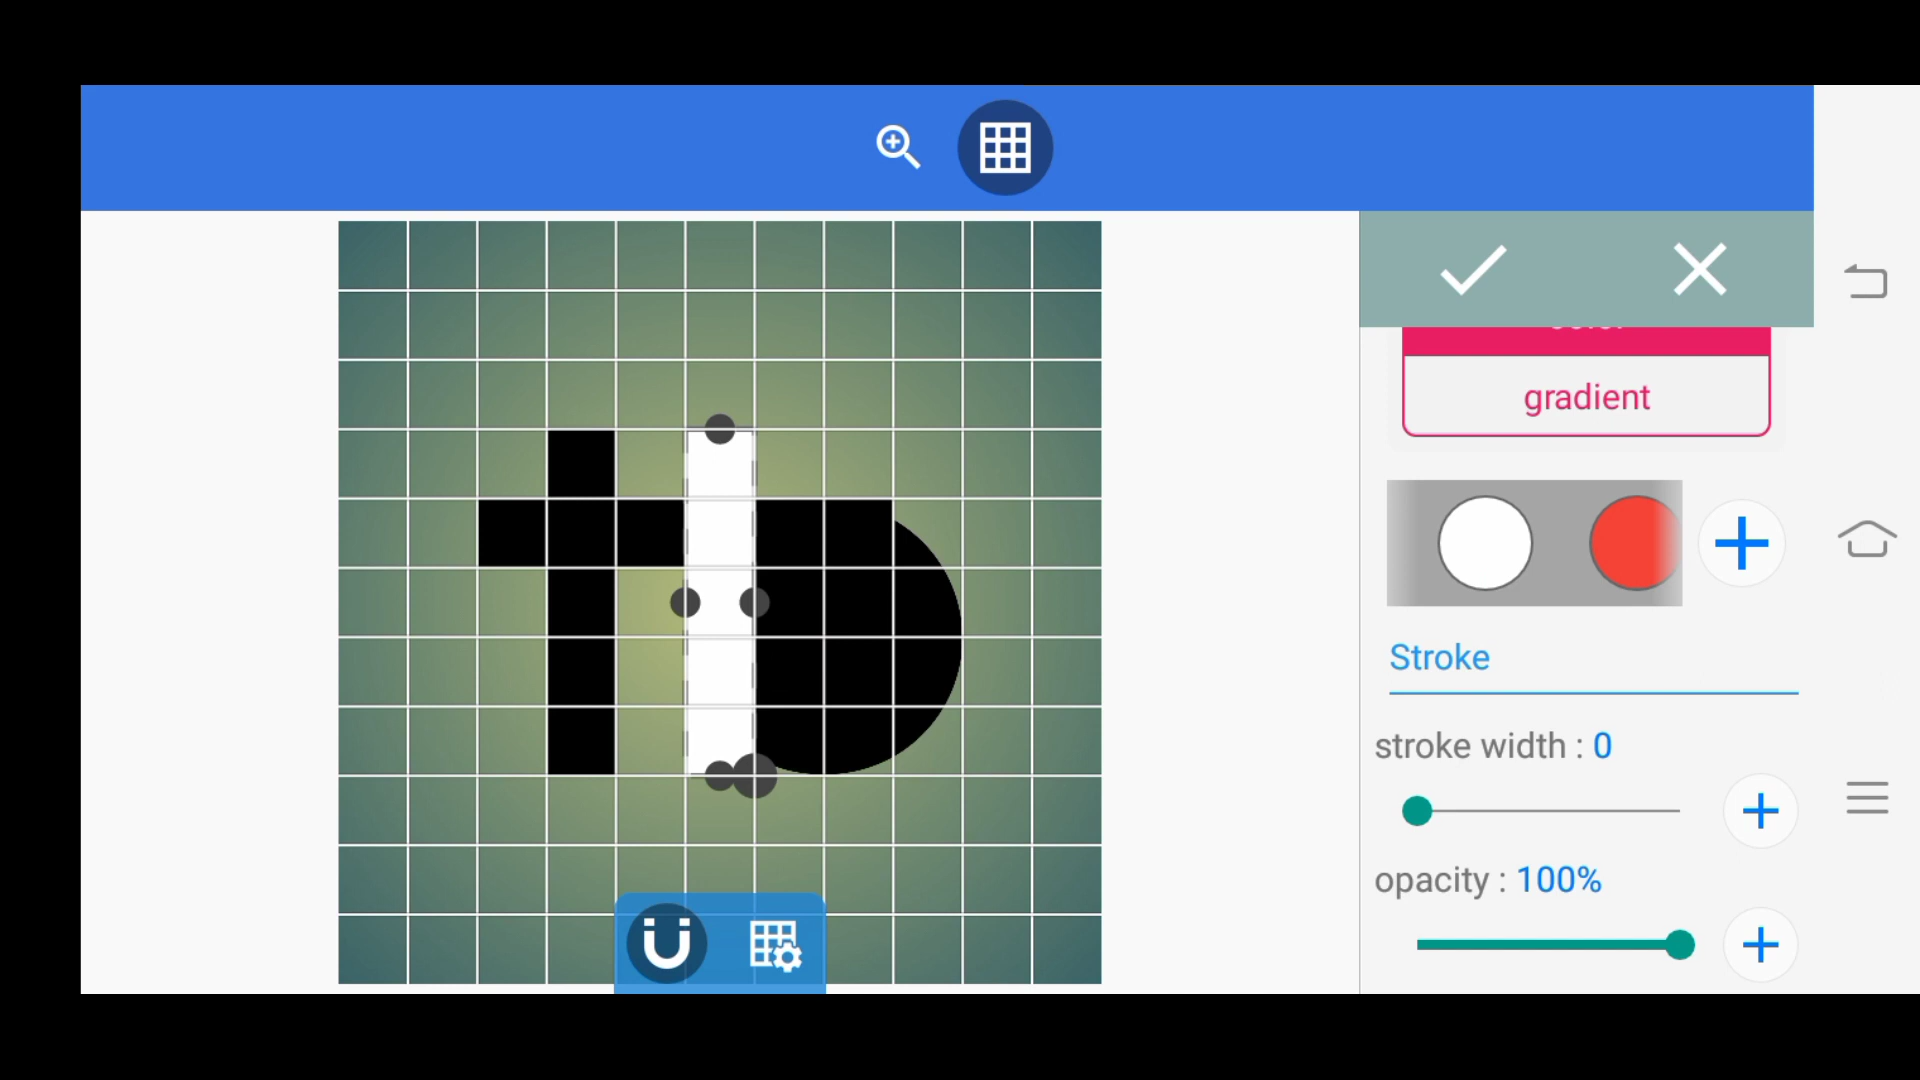 gradient
Stroke
stroke width : 0
opacity : 100%